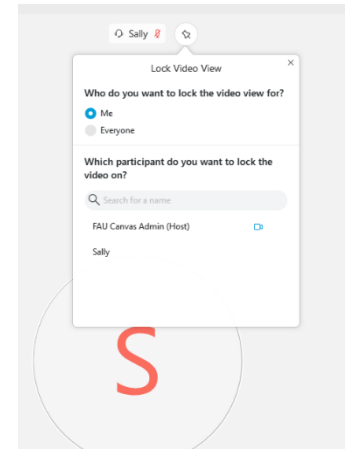 Sally
Lock Video View
Who do you want to lock the video view for?
Me
Everyone
Which participant do you want to lock the
video on?
Search for a name
FAU Canvas Admin (Host)
Sally
S